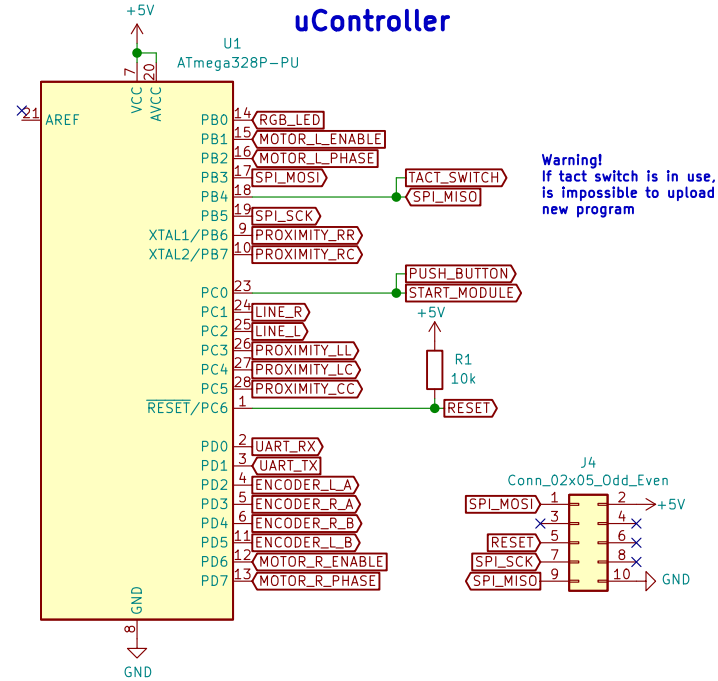 uController
+5V
U1
ATmega328P-PU
7 20
VCC AVCC
21 AREF
PB0 14 RGB_LED
PB1 15 MOTOR_L_ENABLE
PB2 16 MOTOR_L_PHASE
PB3 17 SPI_MOSI TACT_SWITCH
PB4 18 SPI_MISO
PB5 19 SPI_SCK
XTAL1/PB6 9 PROXIMITY_RR
XTAL2/PB7 10 PROXIMITY_RC
Warning!
If tact switch is in use,
is impossible to upload
new program
PUSH_BUTTON
PC0 23 START_MODULE
PC1 24 LINE_R
PC2 25 LINE_L
PC3 26 PROXIMITY_LL
PC4 27 PROXIMITY_LC
PC5 28 PROXIMITY_CC
RESET/PC6 1 RESET
+5V
R1
10k
PD0 2 UART_RX
PD1 3 UART_TX
PD2 4 ENCODER_L_A
PD3 5 ENCODER_R_A
PD4 6 ENCODER_R_B
PD5 11 ENCODER_L_B
PD6 12 MOTOR_R_ENABLE
PD7 13 MOTOR_R_PHASE
GND
8
GND
J4
Conn_02x05_Odd_Even
SPI_MOSI 1 2 +5V
3 4
RESET 5 6
SPI_SCK 7 8
SPI_MISO 9 10 GND